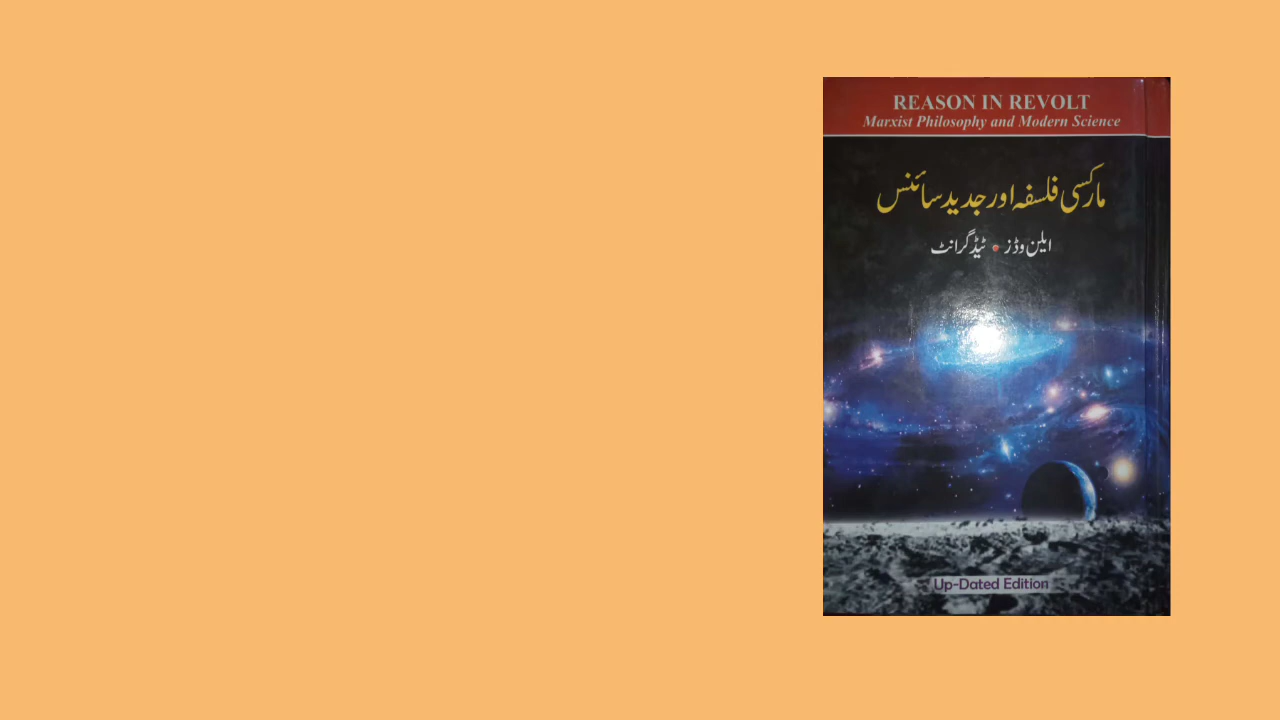 REASON IN REVOLT
Marxist Philosophy and Modern Science
مارکسی فلسفہ اور جدید سائنس
ایلن وڈز • ٹیڈ گرانٹ
Up-Dated Edition